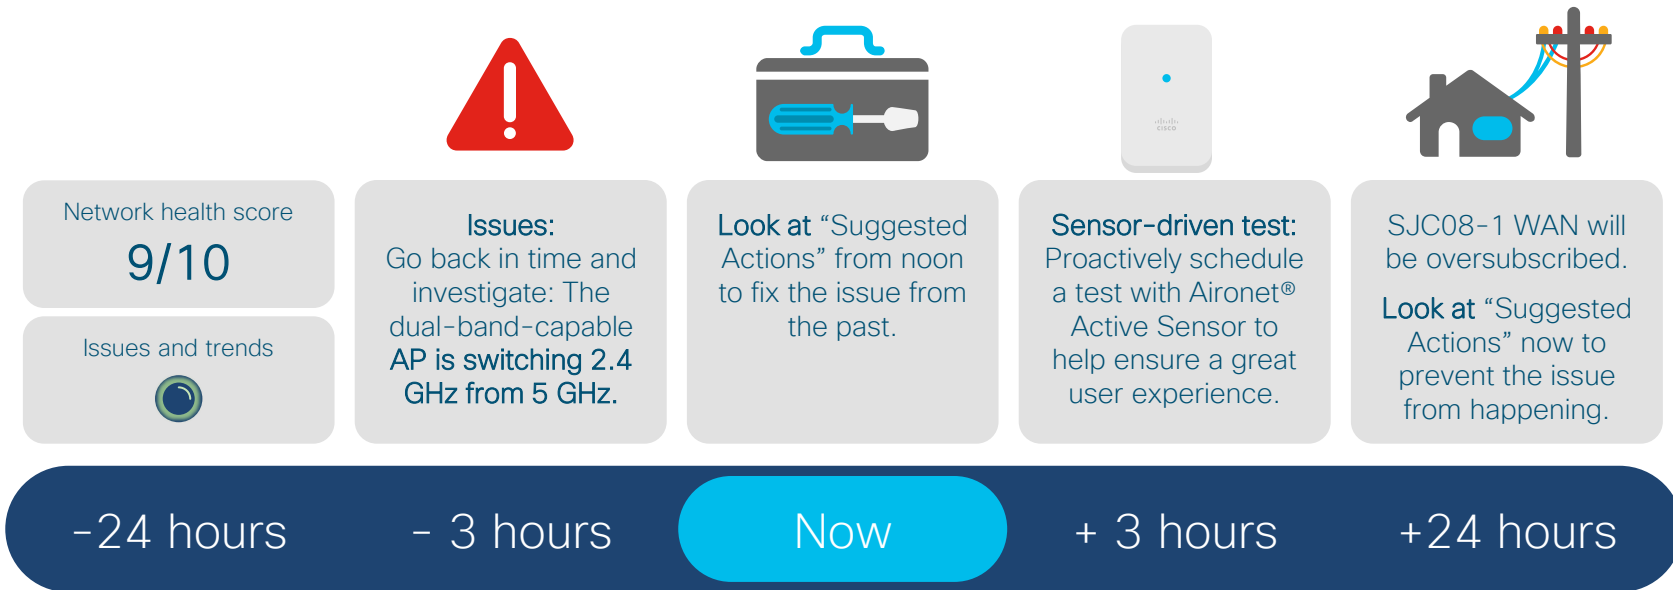 cisco
Network health score
9/10
Issues and trends
Issues:
Go back in time and
investigate: The
dual-band-capable
AP is switching 2.4
GHz from 5 GHz.
Look at “Suggested
Actions” from noon
to fix the issue from
the past.
Sensor-driven test:
Proactively schedule
a test with Aironet®
Active Sensor to
help ensure a great
user experience.
SJC08-1 WAN will
be oversubscribed.
Look at “Suggested
Actions” now to
prevent the issue
from happening.
-24 hours
- 3 hours
Now
+ 3 hours
+24 hours